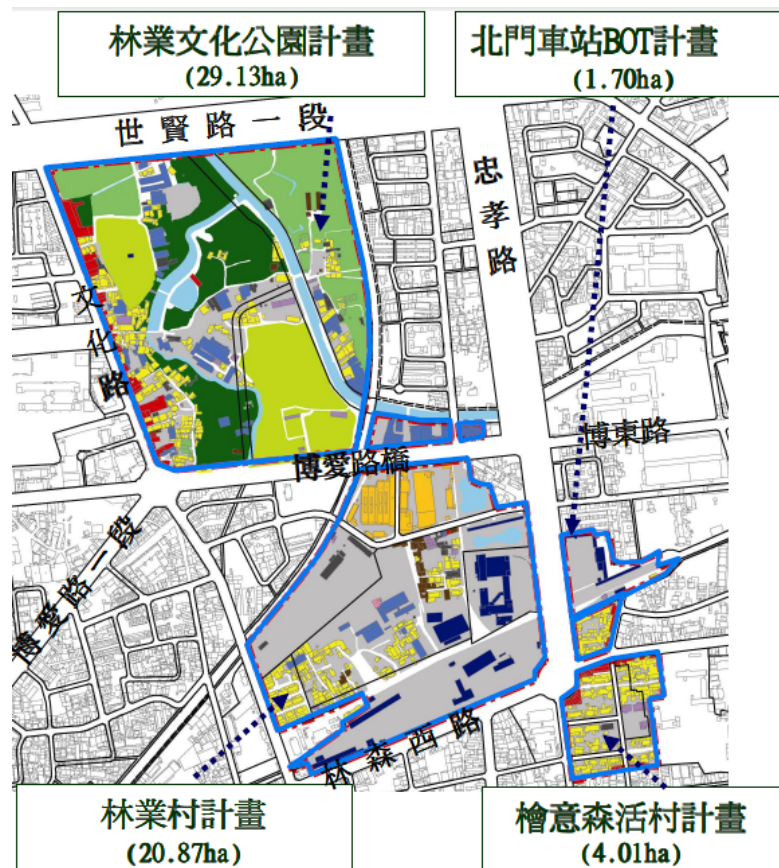 林業文化公園計畫
(29.13ha)
北門車站BOT計畫
(1.70ha)
世賢路一段
忠孝路
文化路
博東路
博愛路橋
博愛路二段
林森西路
林業村計畫
(20.87ha)
檜意森活村計畫
(4.01ha)